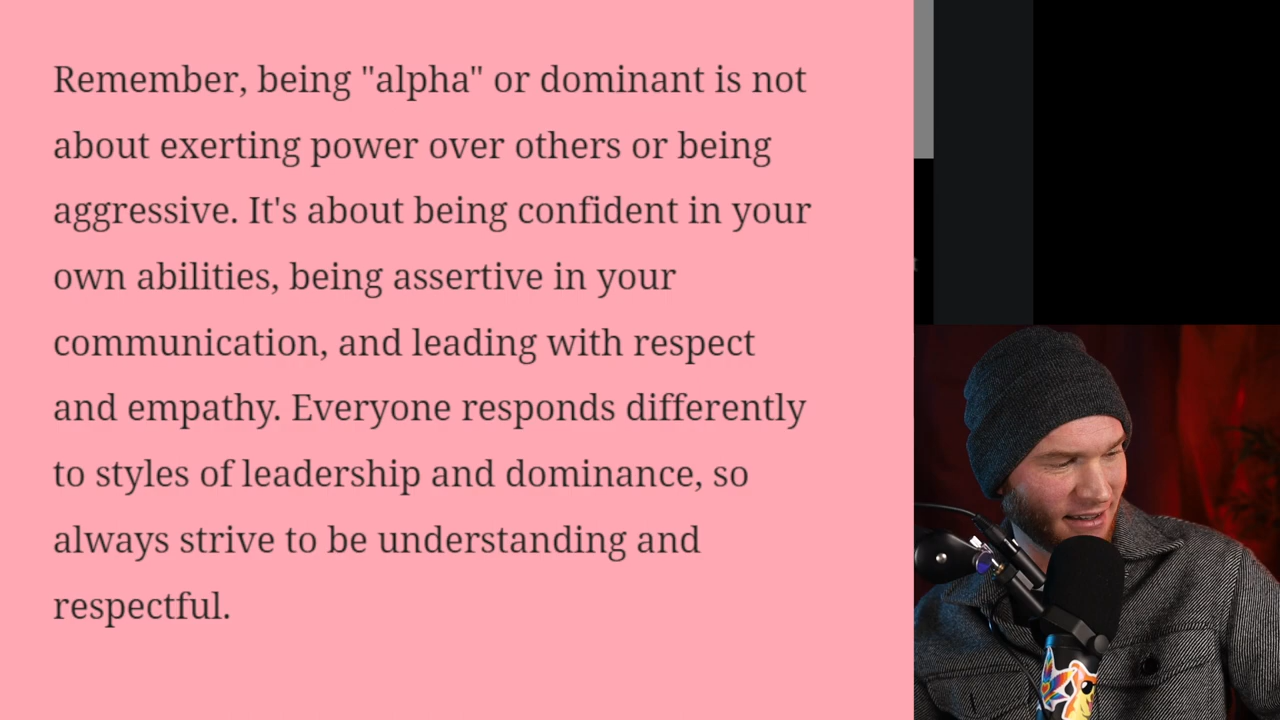 Remember, being "alpha" or dominant is not
about exerting power over others or being
aggressive. It's about being confident in your
own abilities, being assertive in your
communication, and leading with respect
and empathy. Everyone responds differently
to styles of leadership and dominance, so
always strive to be understanding and
respectful.